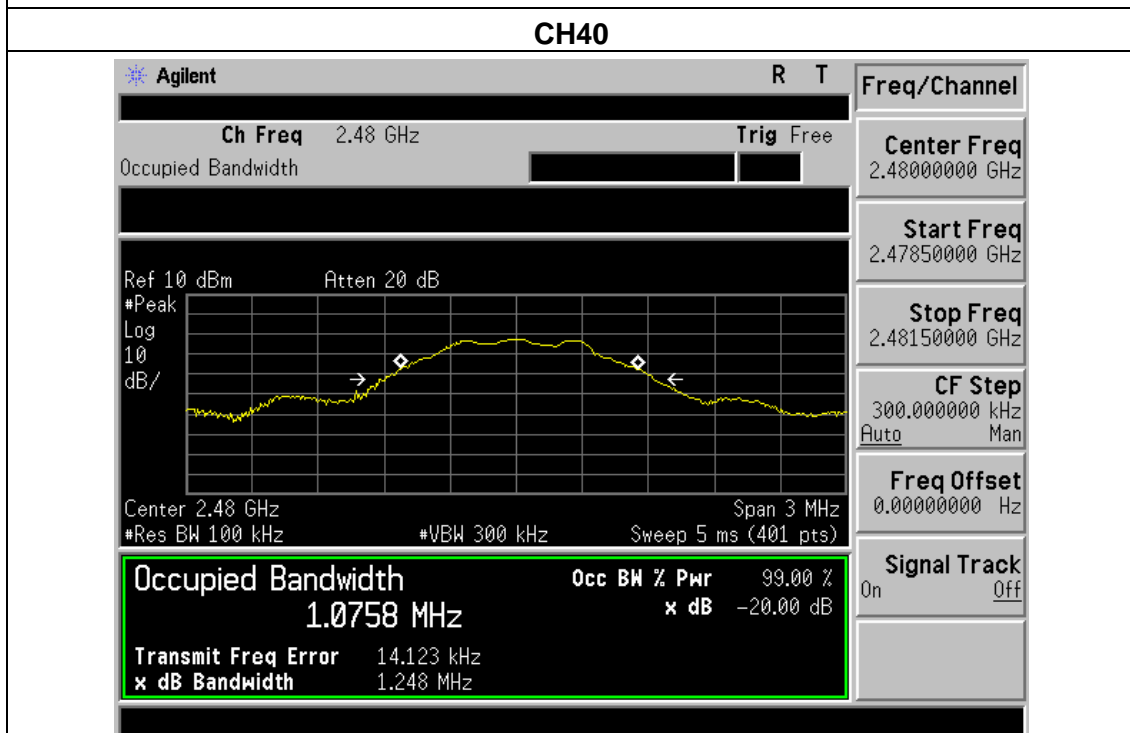 CH40
Agilent R T
Freq/Channel
Ch Freq 2.48 GHz Trig Free
Occupied Bandwidth
Center Freq
2.48000000 GHz
Start Freq
2.47850000 GHz
Stop Freq
2.48150000 GHz
CF Step
300.000000 kHz
Auto Man
Freq Offset
0.00000000 Hz
Signal Track
On Off
Ref 10 dBm Atten 20 dB
#Peak
Log
10
dB/
Center 2.48 GHz Span 3 MHz
#Res BW 100 kHz #VBW 300 kHz Sweep 5 ms (401 pts)
Occupied Bandwidth Occ BW % Pwr 99.00 %
1.0758 MHz x dB -20.00 dB
Transmit Freq Error 14.123 kHz
x dB Bandwidth 1.248 MHz